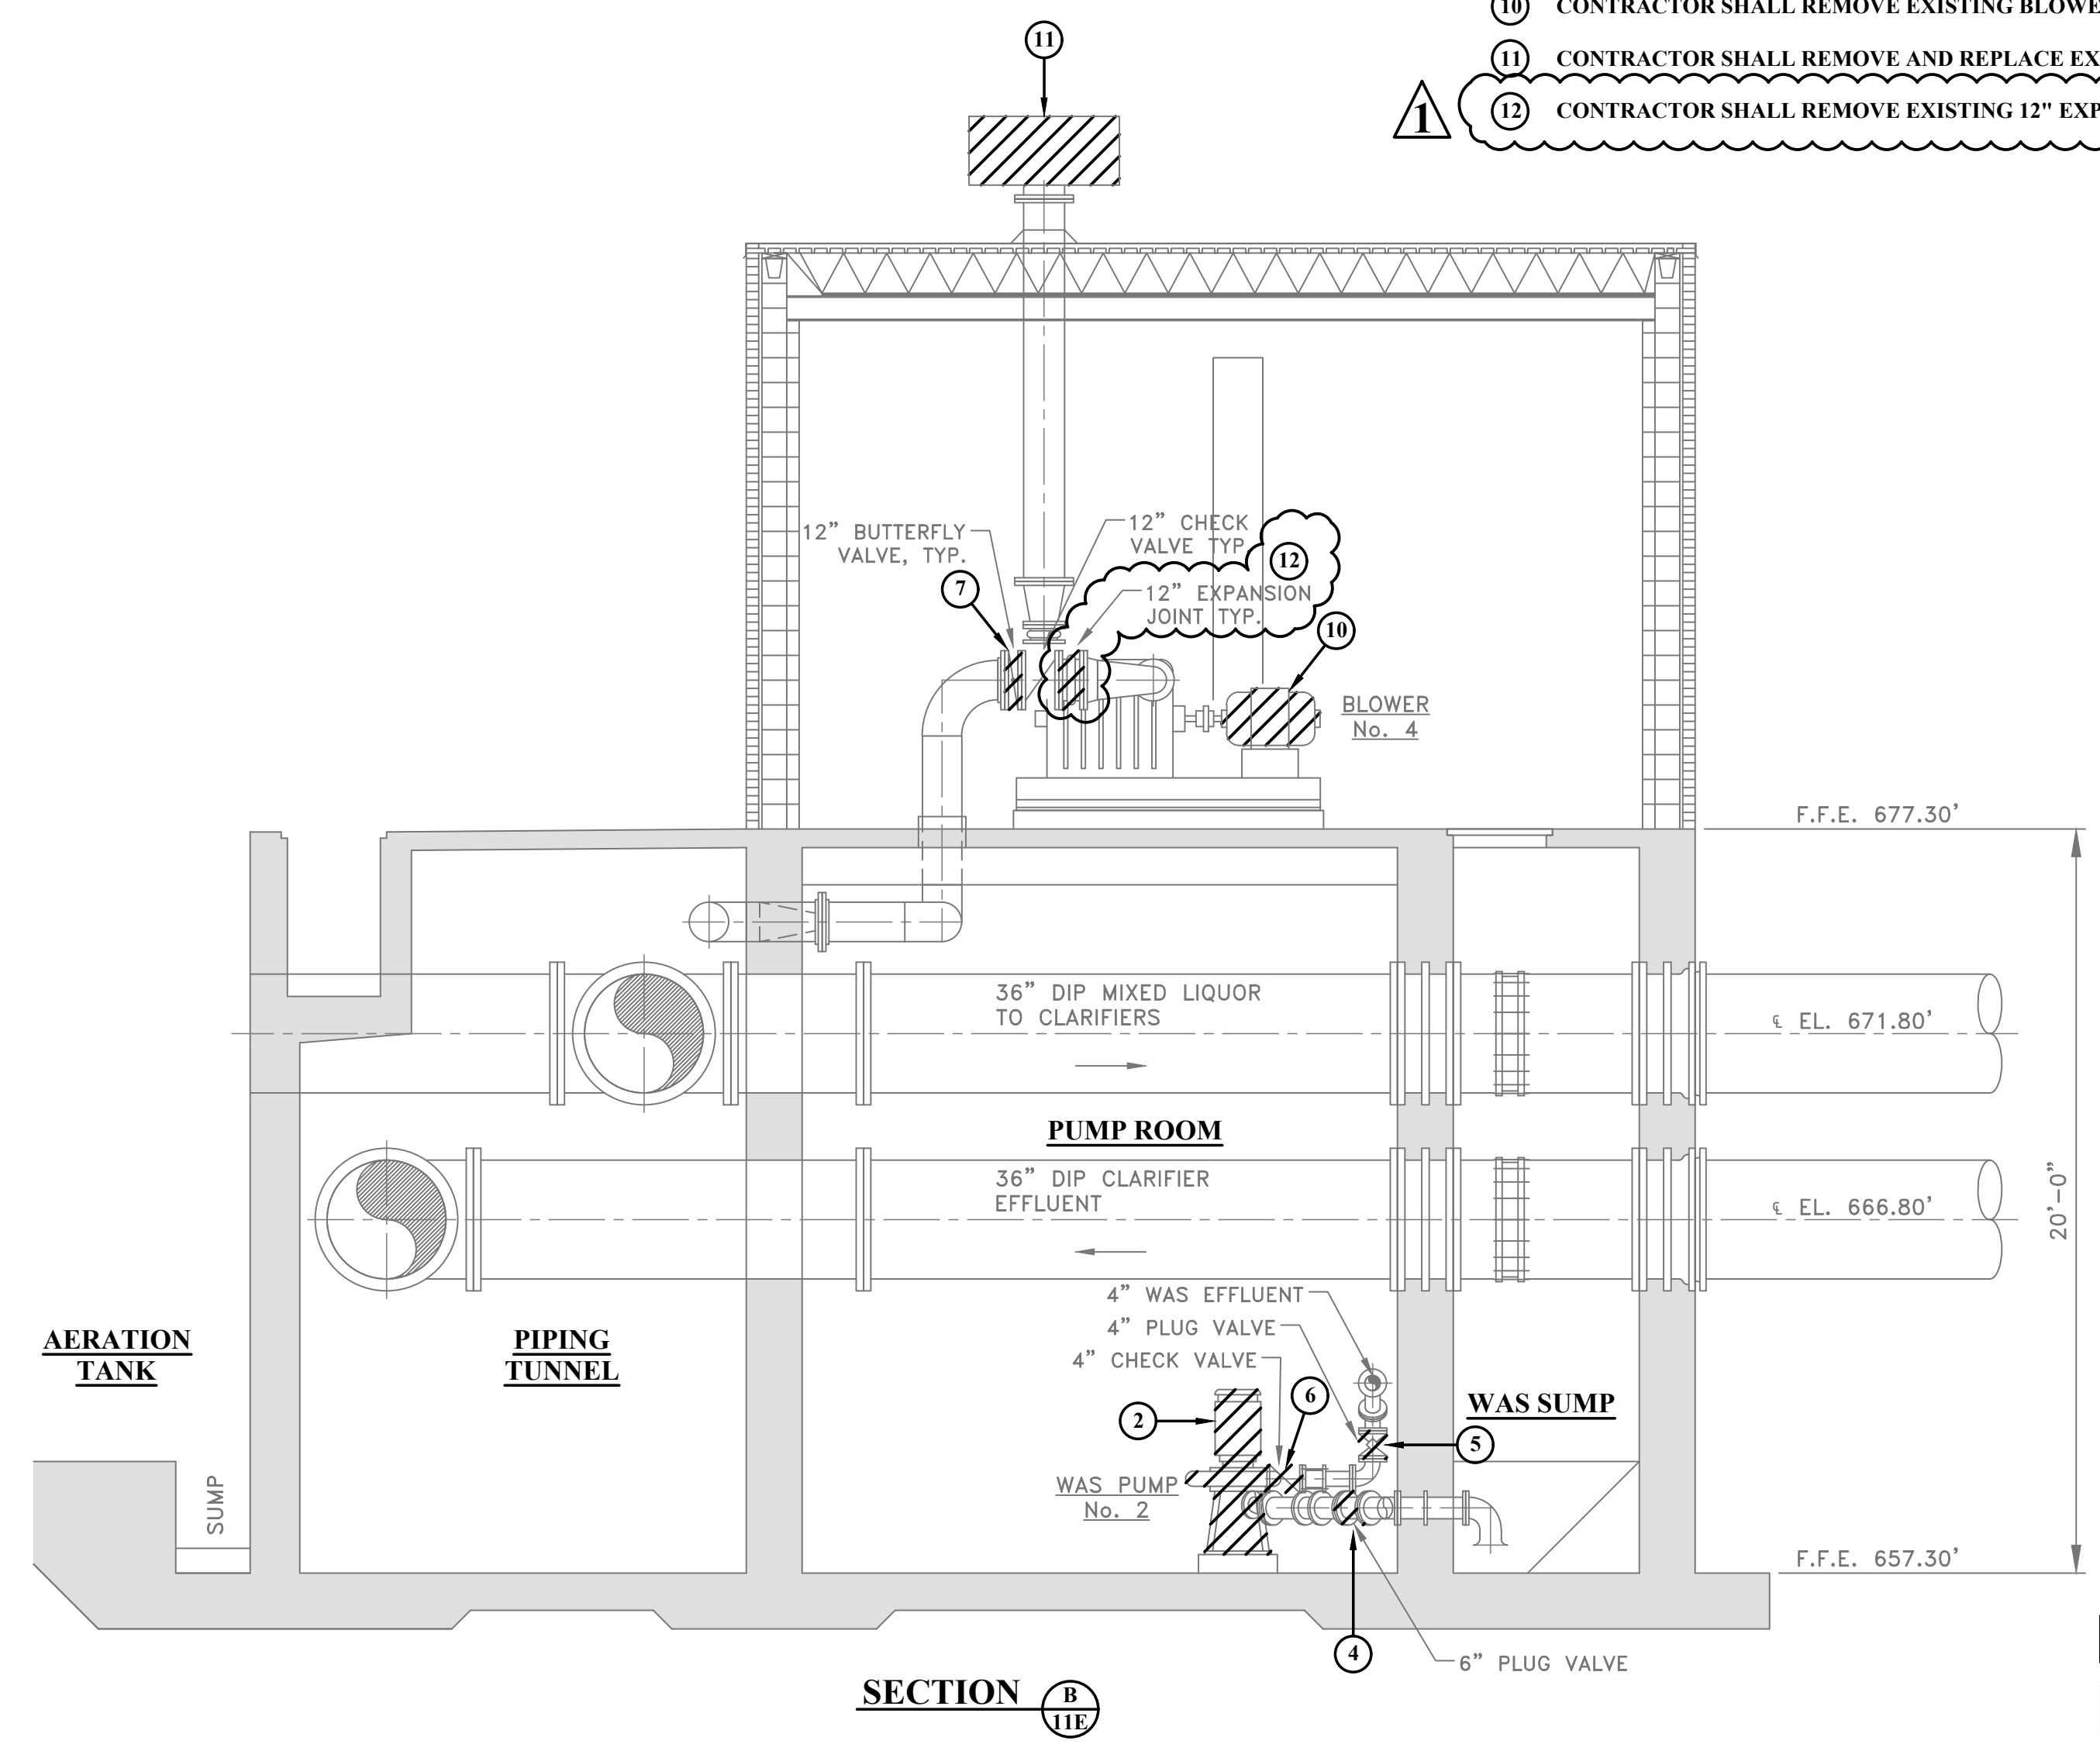 10 CONTRACTOR SHALL REMOVE EXISTING BLOWE
11 CONTRACTOR SHALL REMOVE AND REPLACE EX
1
12 CONTRACTOR SHALL REMOVE EXISTING 12" EXP
11
12” BUTTERFLY
VALVE, TYP.
12” CHECK
VALVE TYP
12
7
12” EXPANSION
JOINT TYP.
10
BLOWER
No. 4
F.F.E. 677.30’
36” DIP MIXED LIQUOR
TO CLARIFIERS
℄ EL. 671.80’
PUMP ROOM
36” DIP CLARIFIER
EFFLUENT
℄ EL. 666.80’
20’-0”
4” WAS EFFLUENT
4” PLUG VALVE
4” CHECK VALVE
AERATION
TANK
PIPING
TUNNEL
2
6
WAS SUMP
5
SUMP
WAS PUMP
No. 2
F.F.E. 657.30’
4
6” PLUG VALVE
SECTION B
11E